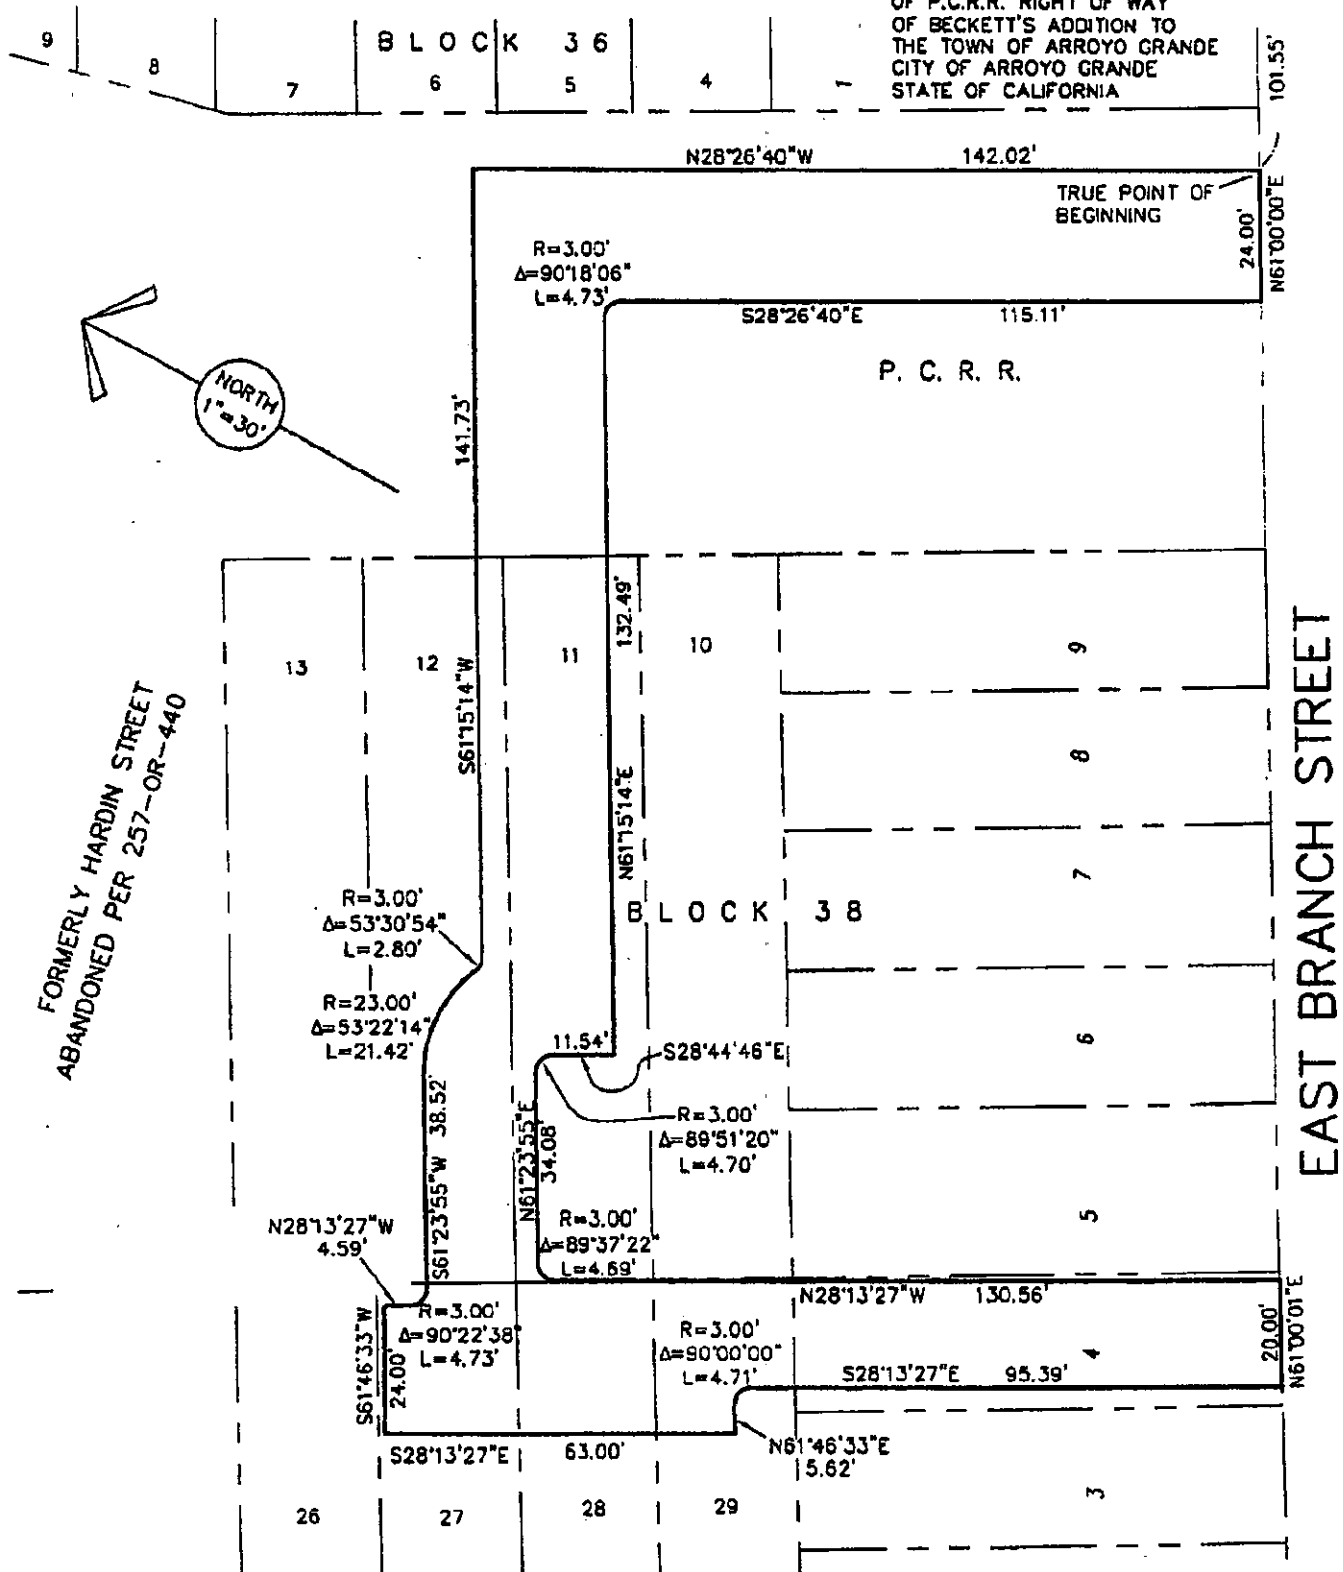 OF P.C.R.R. RIGHT OF WAY
OF BECKETT'S ADDITION TO
THE TOWN OF ARROYO GRANDE
CITY OF ARROYO GRANDE
STATE OF CALIFORNIA
BLOCK 36
9
8
7
6
5
4
1
101.55'
N28°26'40"W 142.02'
TRUE POINT OF
BEGINNING
24.00'
N61°00'00"E
R=3.00'
Δ=90°18'06"
L=4.73'
S28°26'40"E 115.11'
P. C. R. R.
NORTH
1"=30'
141.73'
S61°15'14"W
132.49'
N61°15'14"E
13
12
11
10
9
8
7
6
5
4
3
BLOCK 38
EAST BRANCH STREET
FORMERLY HARDIN STREET
ABANDONED PER 257-OR-440
R=3.00'
Δ=53°30'54"
L=2.80'
R=23.00'
Δ=53°22'14"
L=21.42'
11.54'
S28°44'46"E
R=3.00'
Δ=89°51'20"
L=4.70'
S61°23'55"W 38.52'
N61°23'55"E
34.08'
R=3.00'
Δ=89°37'22"
L=4.69'
N28°13'27"W
4.59'
R=3.00'
Δ=90°22'38"
L=4.73'
N28°13'27"W 130.56'
R=3.00'
Δ=90°00'00"
L=4.71'
S28°13'27"E 95.39'
20.00'
N61°00'01"E
S61°46'33"W
24.00'
S28°13'27"E 63.00'
N61°46'33"E
5.62'
26
27
28
29